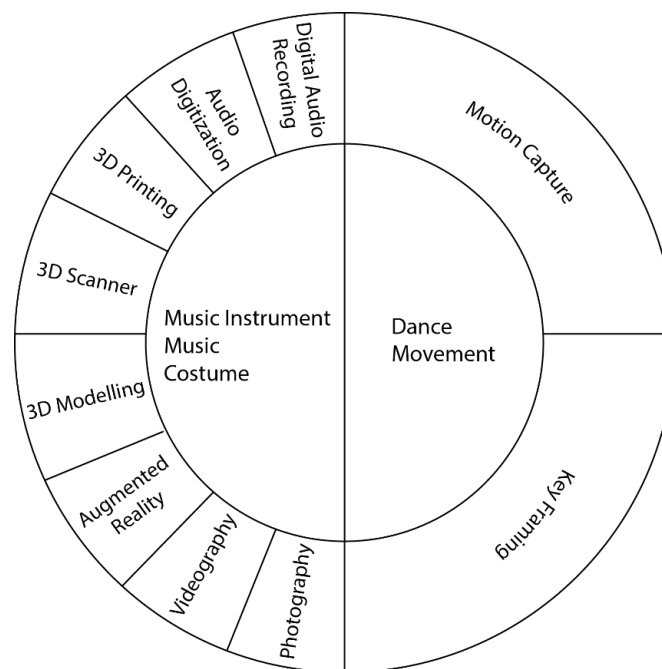 Digital Audio
Recording
Audio
Digitization
3D Printing
3D Scanner
3D Modelling
Augmented
Reality
Videography
Photography
Music Instrument
Music
Costume
Dance
Movement
Motion Capture
Key Framing